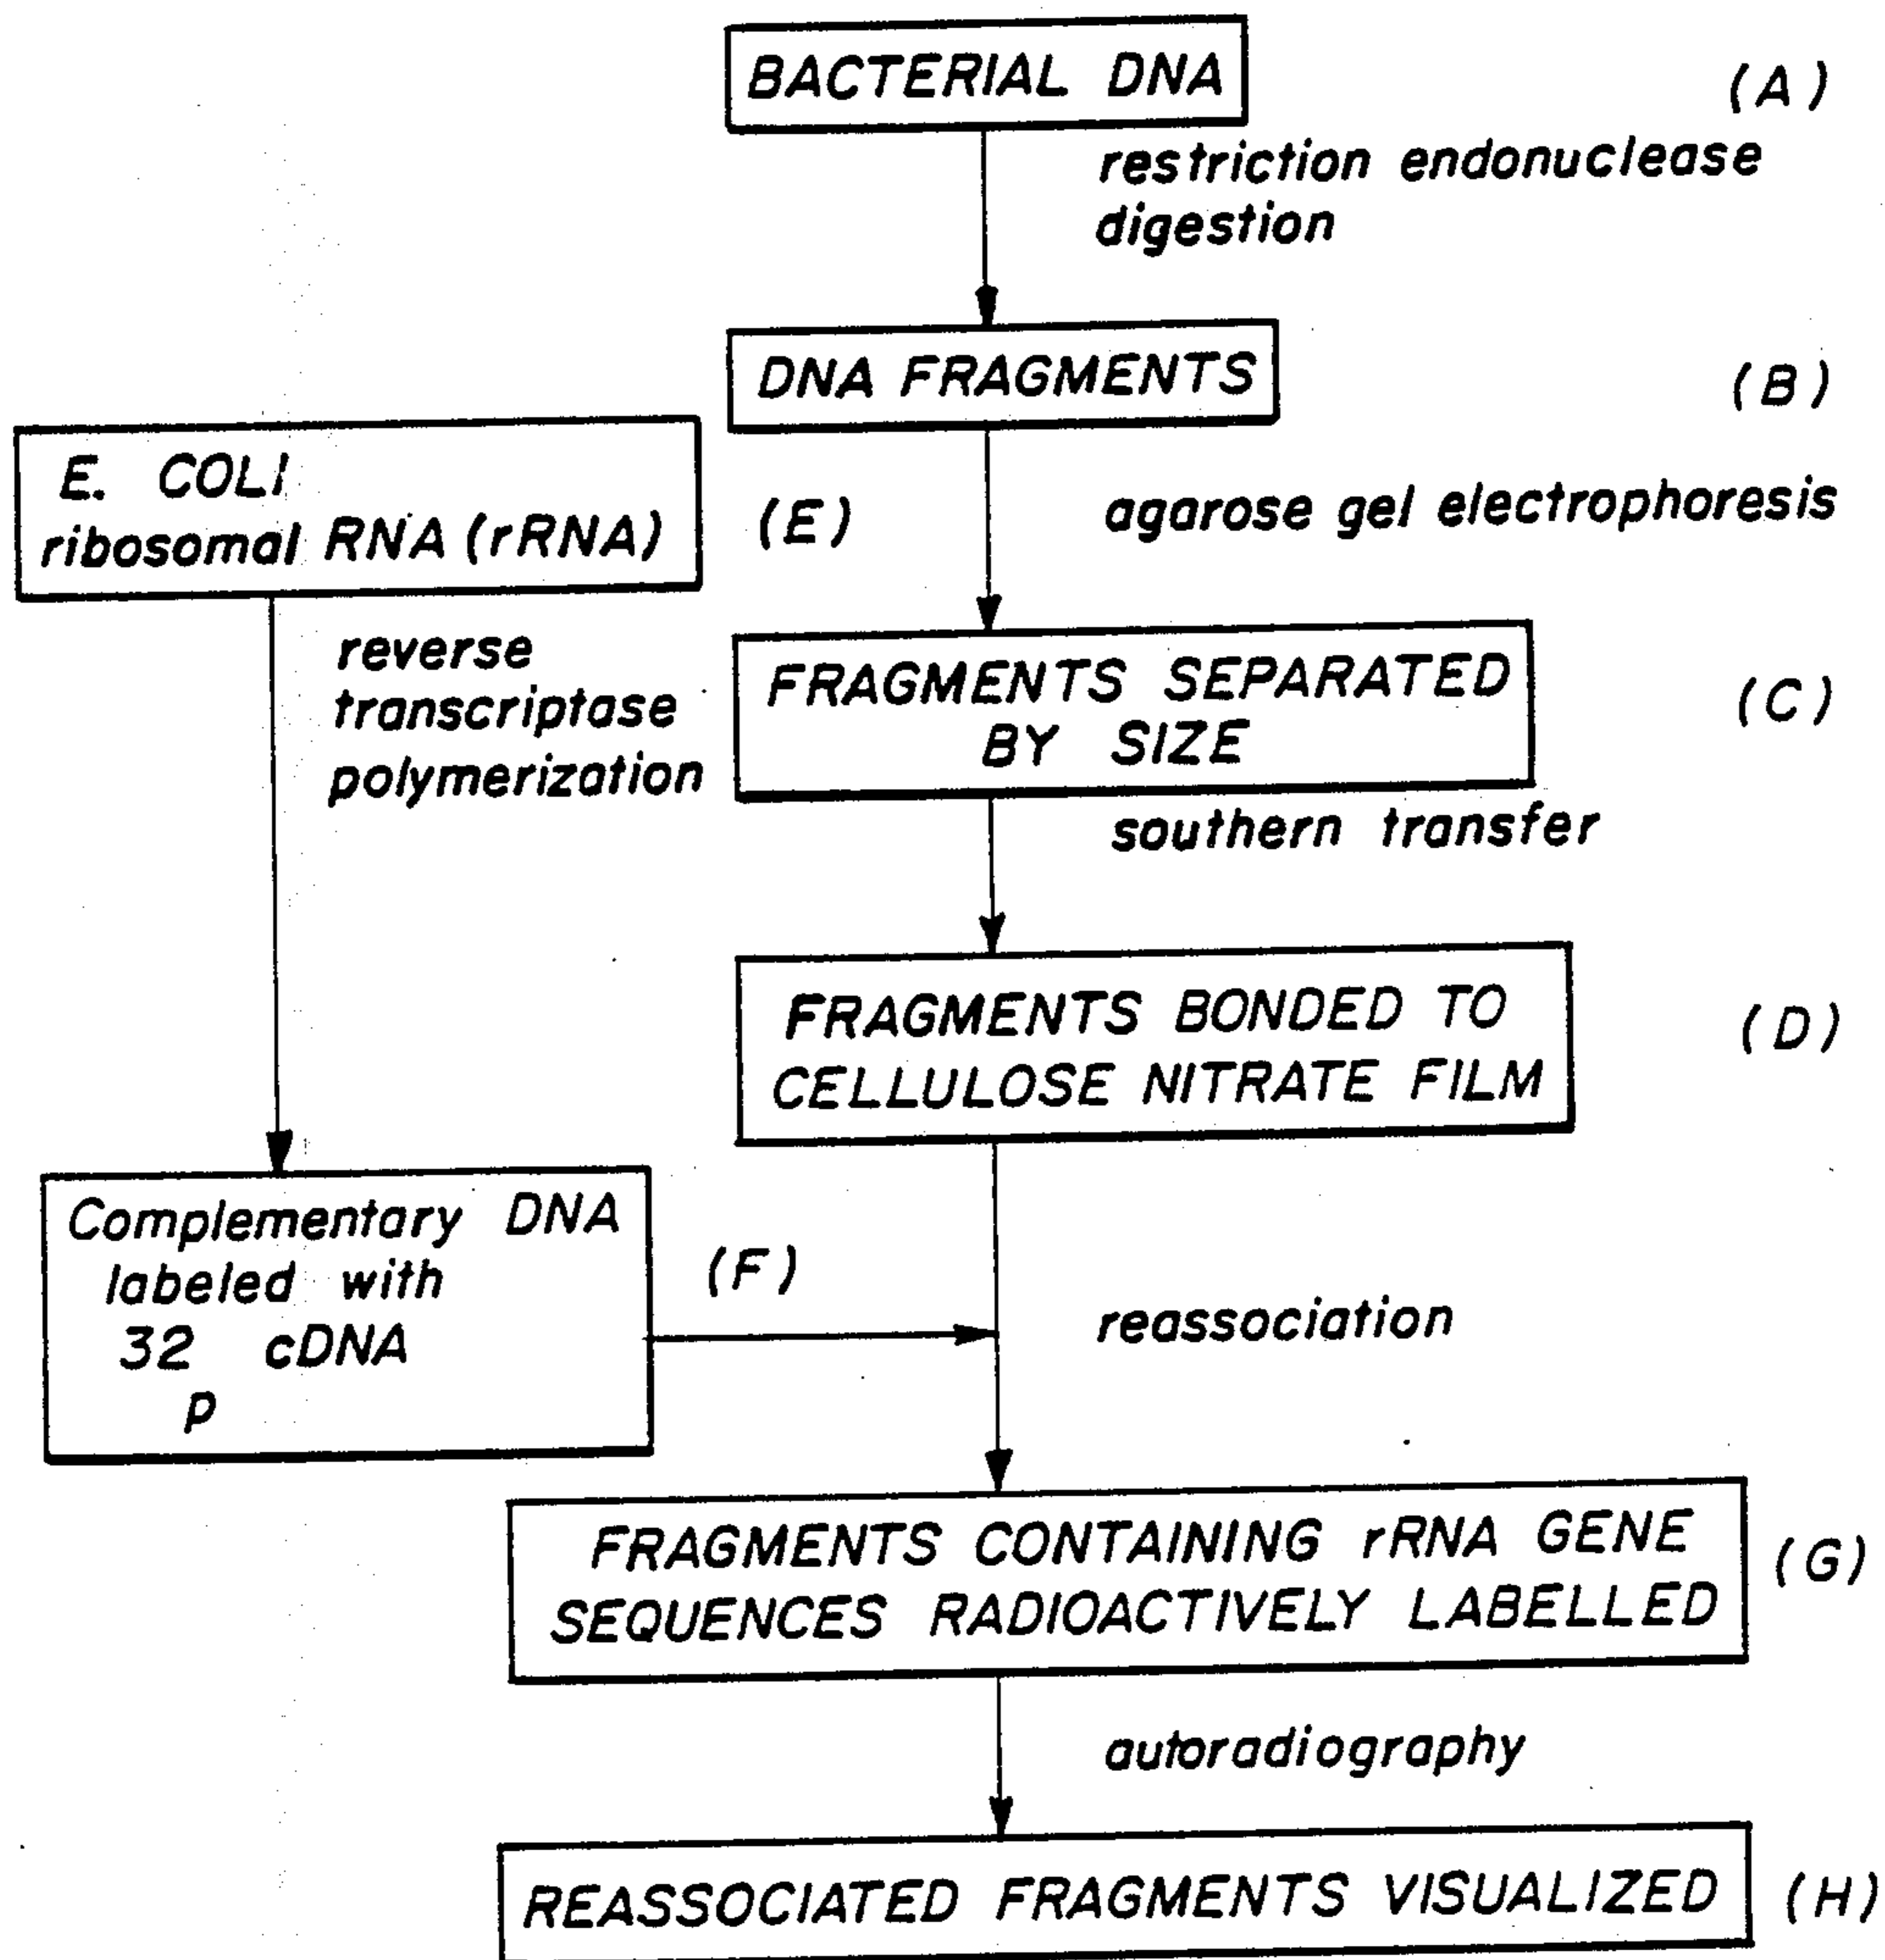 BACTERIAL DNA
(A)
restriction endonuclease
digestion
DNA FRAGMENTS
(B)
E. COLI
ribosomal RNA (rRNA)
(E)
agarose gel electrophoresis
reverse
transcriptase
polymerization
FRAGMENTS SEPARATED
BY SIZE
(C)
southern transfer
FRAGMENTS BONDED TO
CELLULOSE NITRATE FILM
(D)
Complementary DNA
labeled with
32 cDNA
p
(F)
reassociation
FRAGMENTS CONTAINING rRNA GENE
SEQUENCES RADIOACTIVELY LABELLED
(G)
autoradiography
REASSOCIATED FRAGMENTS VISUALIZED
(H)